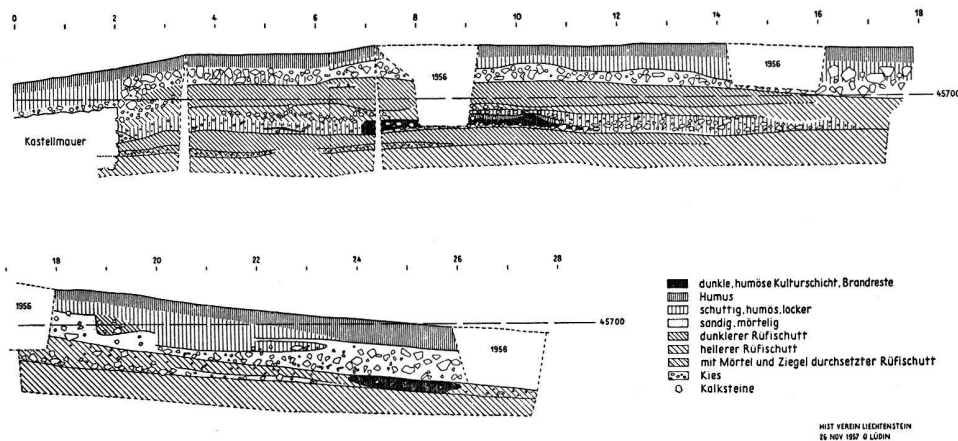 0 2 4 6 8 10 12 14 16 18
1956
1956
45700
Kastellmauer
18 20 22 24 26 28
1956
45700
1956
dunkle, humöse Kulturschicht, Brandreste
Humus
schuttig, humös, locker
sandig, mörtelig
dunklerer Rüfischutt
hellerer Rüfischutt
mit Mörtel und Ziegel durchsetzter Rüfischutt
Kies
Kalksteine
HIST VEREIN LIECHTENSTEIN
26 NOV 1957 O LÜDIN